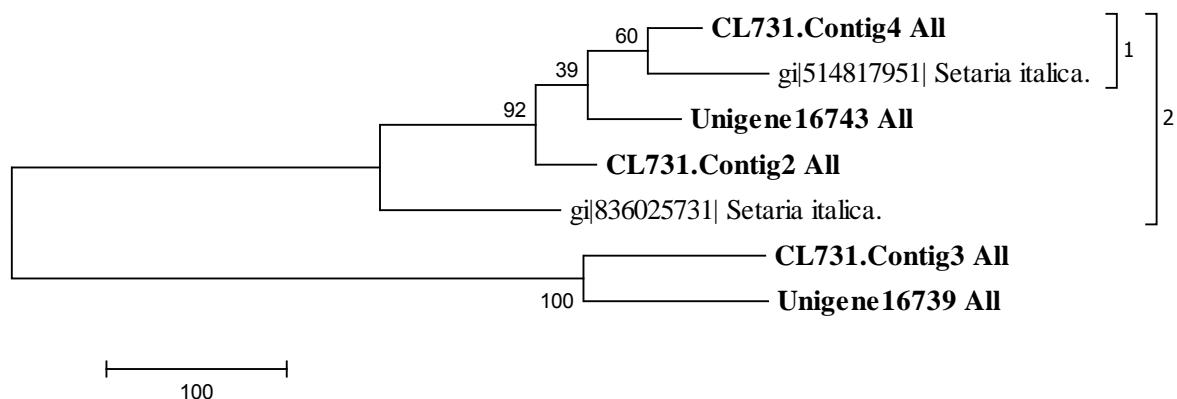 CL731.Contig4 All
60
1
gi|514817951| Setaria italica.
39
92
Unigene16743 All
2
CL731.Contig2 All
gi|836025731| Setaria italica.
CL731.Contig3 All
100
Unigene16739 All
100